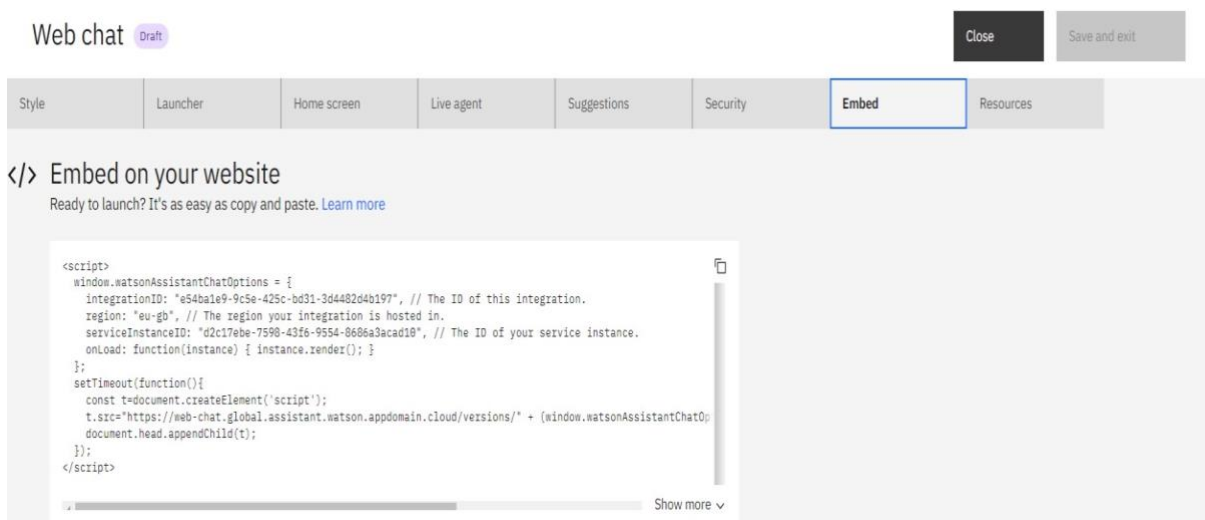 Web chat Draft
Close
Save and exit
Style Launcher Home screen Live agent Suggestions Security Embed Resources
</> Embed on your website
Ready to launch? It's as easy as copy and paste. Learn more
<script>
window.watsonAssistantChatOptions = {
integrationID: "e54ba1e9-9c5e-425c-bd31-3d4482d4b197", // The ID of this integration.
region: "eu-gb", // The region your integration is hosted in.
serviceInstanceID: "d2c17ebe-7598-43f6-9554-8686a3acad10", // The ID of your service instance.
onLoad: function(instance) { instance.render(); }
};
setTimeout(function(){
const t=document.createElement('script');
t.src="https://web-chat.global.assistant.watson.appdomain.cloud/versions/" + (window.watsonAssistantChatOp
document.head.appendChild(t);
});
</script>
Show more